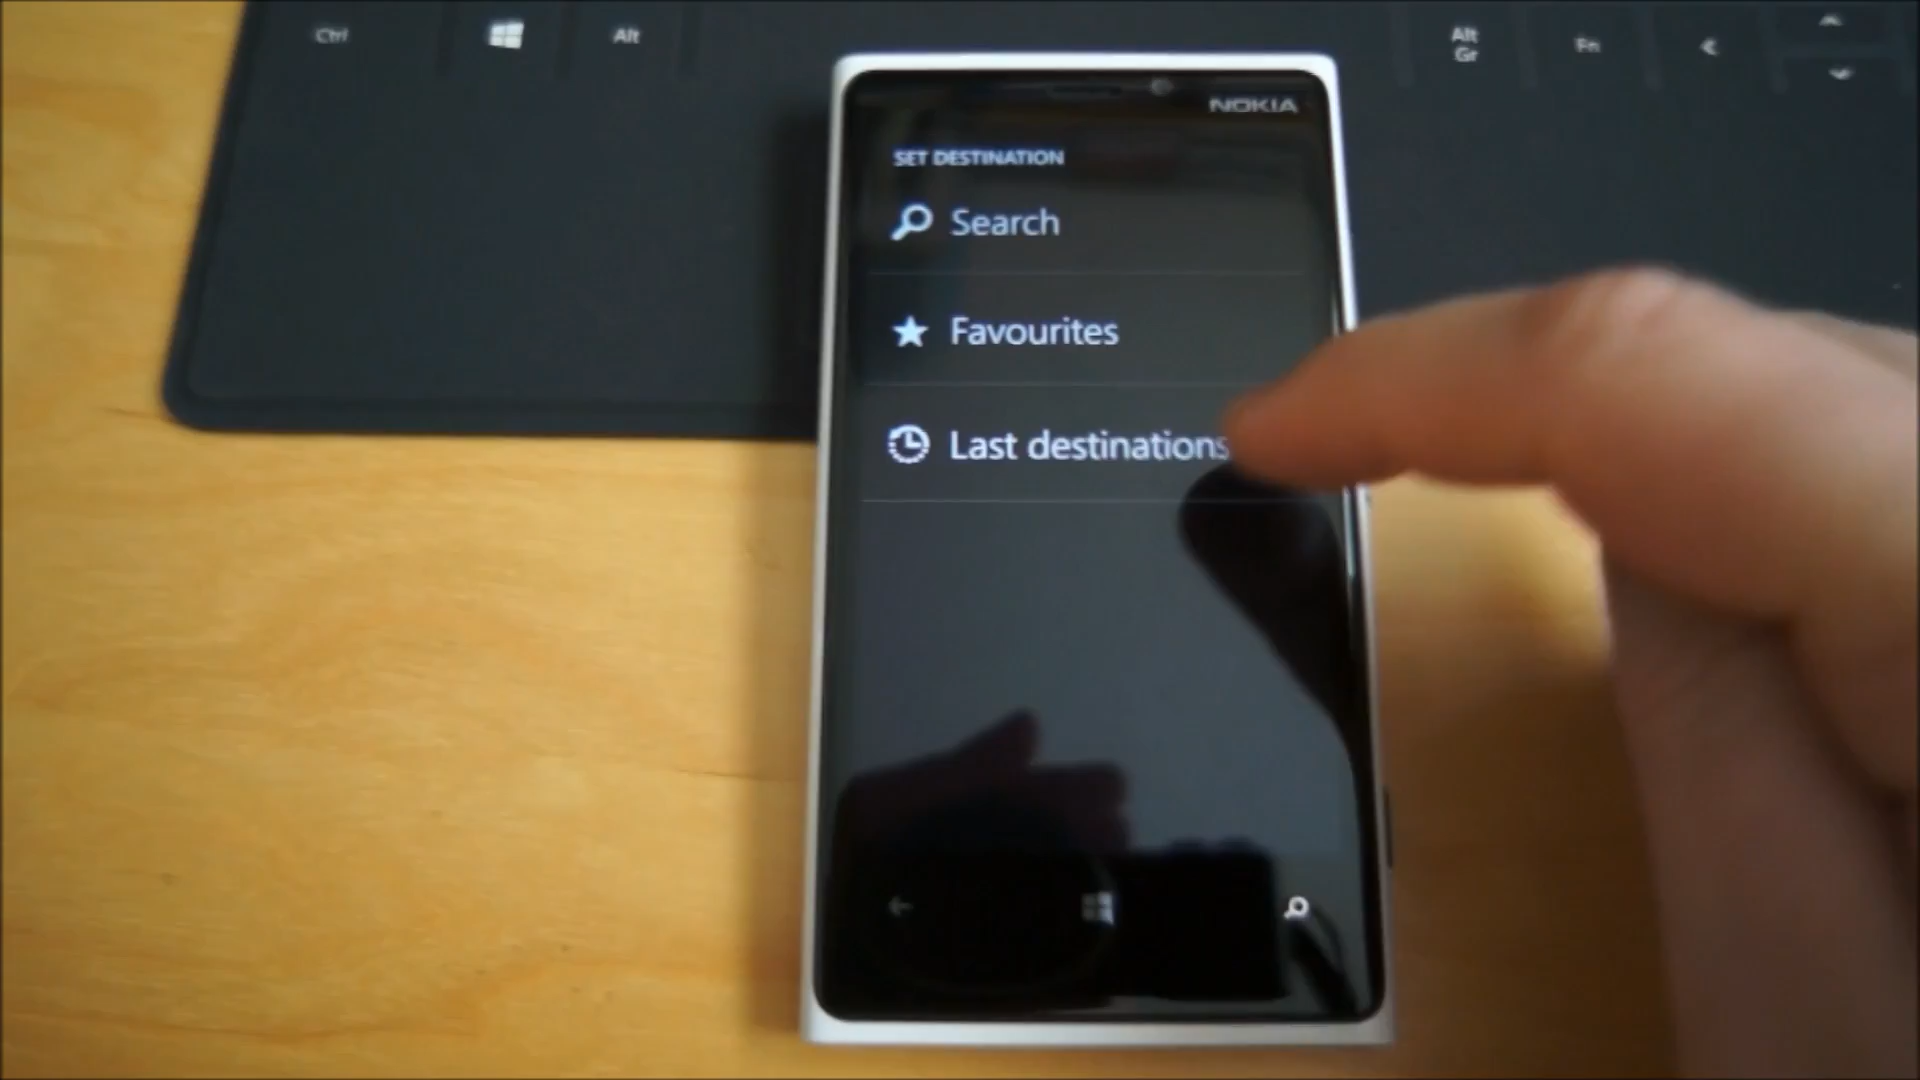 Ctrl
Alt
Alt
Gr
Fn
NOKIA
SET DESTINATION
Search
Favourites
Last destinations